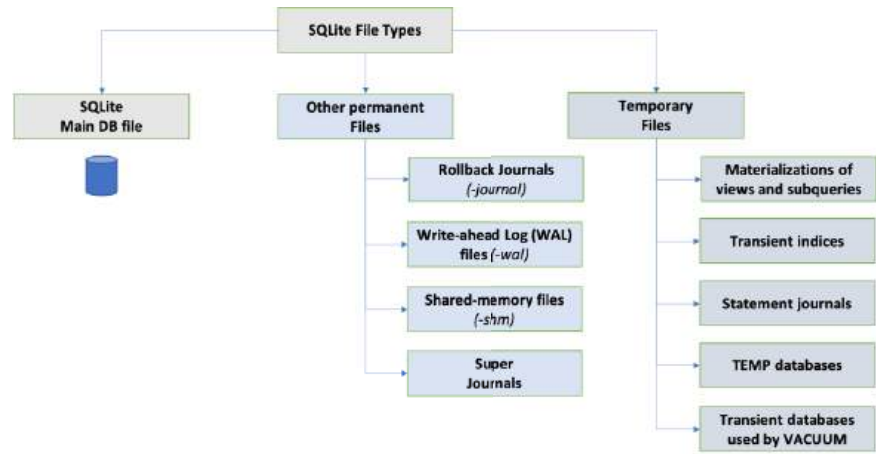 SQLite File Types
SQLite
Main DB file
Other permanent
Files
Rollback Journals
(-journal)
Write-ahead Log (WAL)
files (-wal)
Shared-memory files
(-shm)
Super
Journals
Temporary
Files
Materializations of
views and subqueries
Transient indices
Statement journals
TEMP databases
Transient databases
used by VACUUM